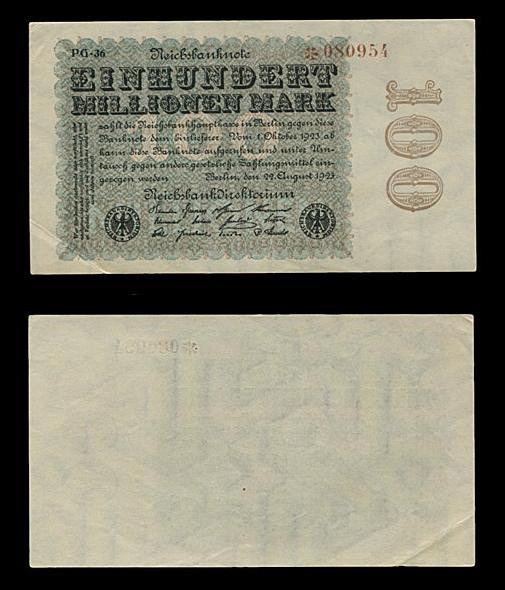 PG·36 Reichsbanknote * 080954
EINHUNDERT
MILLIONEN MARK
zahlt die Reichsbankhauptkasse in Berlin gegen diese
Banknote dem Einlieferer. Vom 1. Oktober 1923 ab
kann diese Banknote aufgerufen und unter Um-
tausch gegen andere gesetzliche Zahlungsmittel ein-
gezogen werden Berlin, den 22. August 1923
Reichsbankdirektorium
100